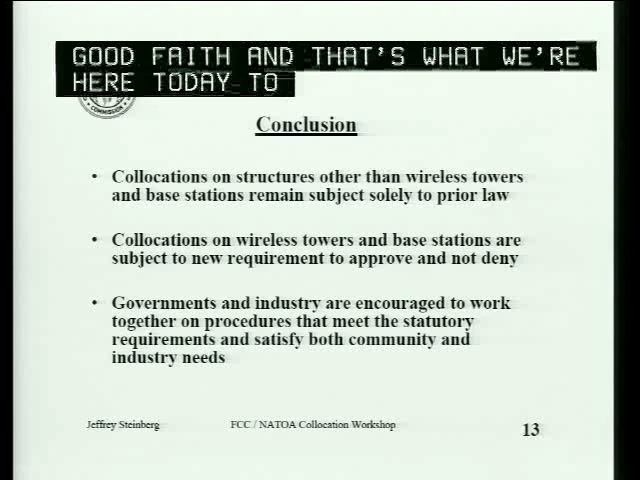 GOOD FAITH AND THAT'S WHAT WE'RE
HERE TODAY TO
COMMISSION
Conclusion
• Collocations on structures other than wireless towers
and base stations remain subject solely to prior law
• Collocations on wireless towers and base stations are
subject to new requirement to approve and not deny
• Governments and industry are encouraged to work
together on procedures that meet the statutory
requirements and satisfy both community and
industry needs
Jeffrey Steinberg
FCC / NATOA Collocation Workshop
13